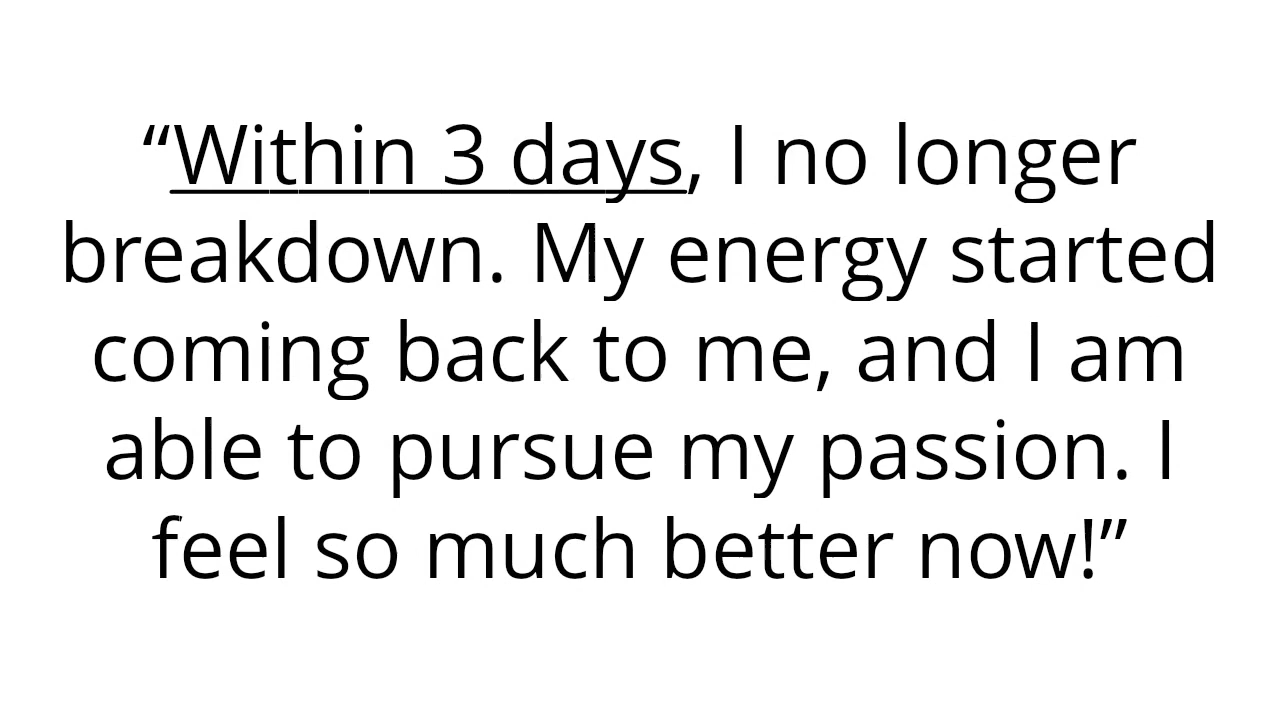 “Within 3 days, I no longer
breakdown. My energy started
coming back to me, and I am
able to pursue my passion. I
feel so much better now!”